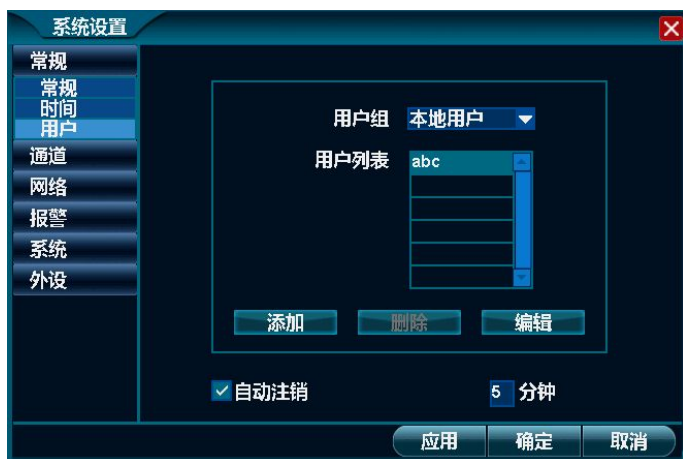 系统设置
常规
常规
时间
用户
通道
网络
报警
系统
外设
用户组 本地用户
用户列表 abc
添加 删除 编辑
自动注销 5 分钟
应用 确定 取消